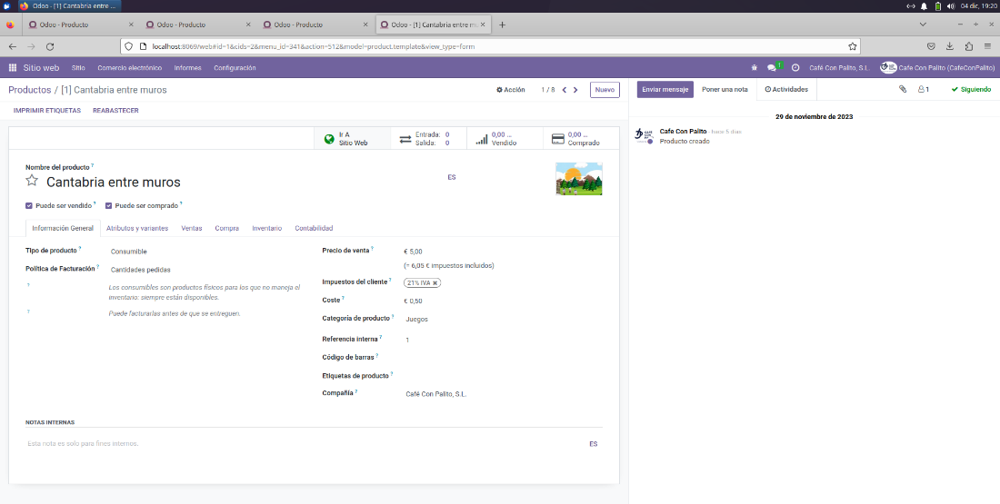 Odoo - [1] Cantabria entre ...
04 dic, 19:20
Odoo - Producto
Odoo - Producto
Odoo - Producto
Odoo - [1] Cantabria entre m
localhost:8069/web#id=1&cids=2&menu_id=341&action=512&model=product.template&view_type=form
Sitio web Sitio Comercio electrónico Informes Configuración
1 Café Con Palito, S.L. Cafe Con Palito (CafeConPalito)
Productos / [1] Cantabria entre muros
Acción 1 / 8 Nuevo
IMPRIMIR ETIQUETAS REABASTECER
Ir A
Sitio Web
Entrada: 0
Salida: 0
0,00 ...
Vendido
0,00 ...
Comprado
Nombre del producto ?
Cantabria entre muros
ES
Puede ser vendido ? Puede ser comprado ?
Información General Atributos y variantes Ventas Compra Inventario Contabilidad
Tipo de producto ? Consumible
Política de Facturación ? Cantidades pedidas
? Los consumibles son productos físicos para los que no maneja el
inventario: siempre están disponibles.
? Puede facturarlas antes de que se entreguen.
Precio de venta ? € 5,00
(= 6,05 € impuestos incluidos)
Impuestos del cliente ? 21% IVA
Coste ? € 0,50
Categoría de producto ? Juegos
Referencia interna ? 1
Código de barras ?
Etiquetas de producto ?
Compañía ? Café Con Palito, S.L.
NOTAS INTERNAS
Esta nota es solo para fines internos.
ES
Enviar mensaje Poner una nota Actividades 1 Siguiendo
29 de noviembre de 2023
Cafe Con Palito - hace 5 días
Producto creado